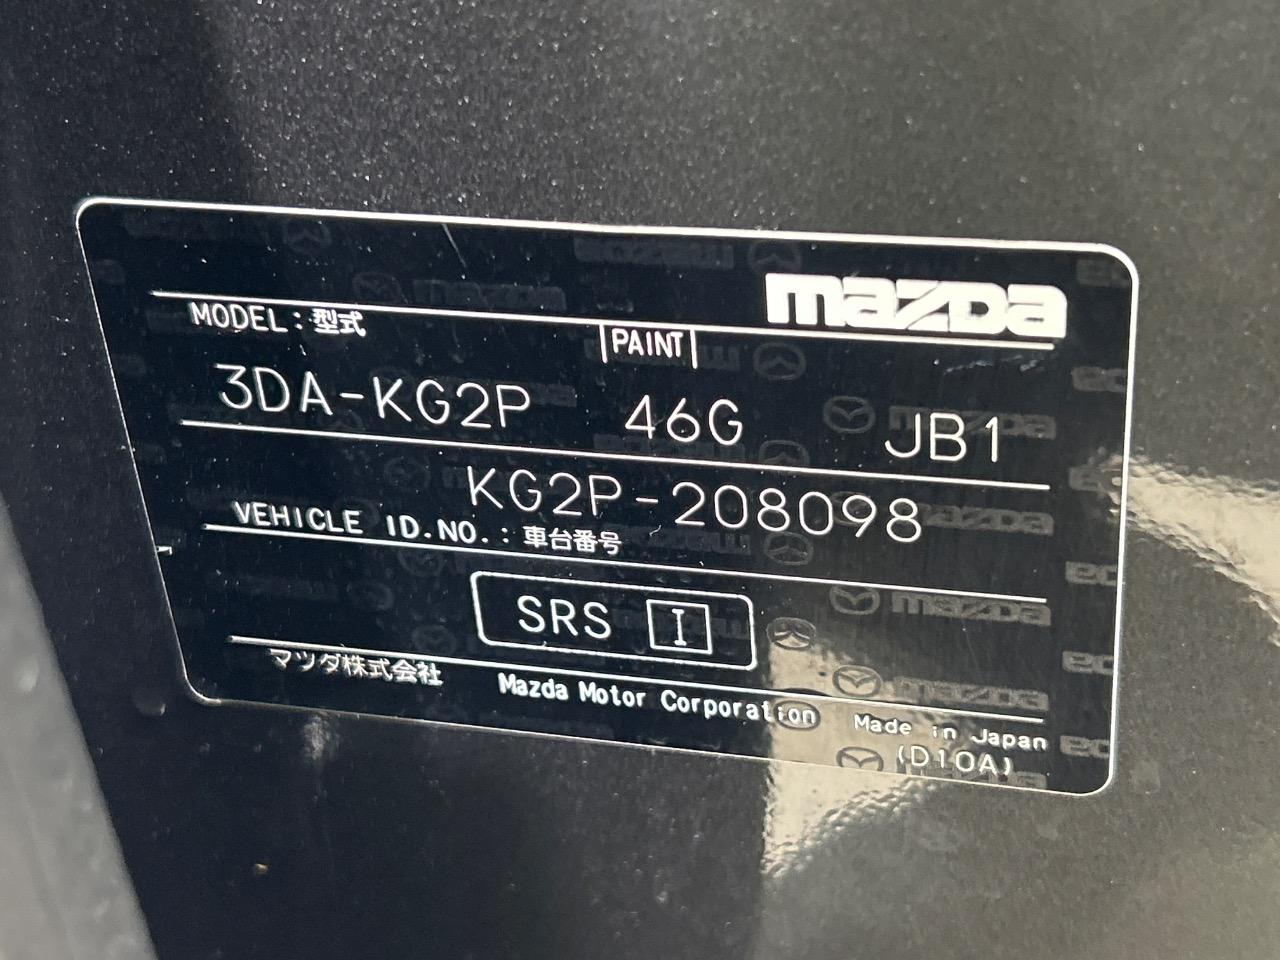 mazda
MODEL：型式
PAINT
3DA-KG2P 46G JB1
KG2P-208098
VEHICLE ID.NO.：車台番号
SRS I
マツダ株式会社 Mazda Motor Corporation Made in Japan
(D10A)